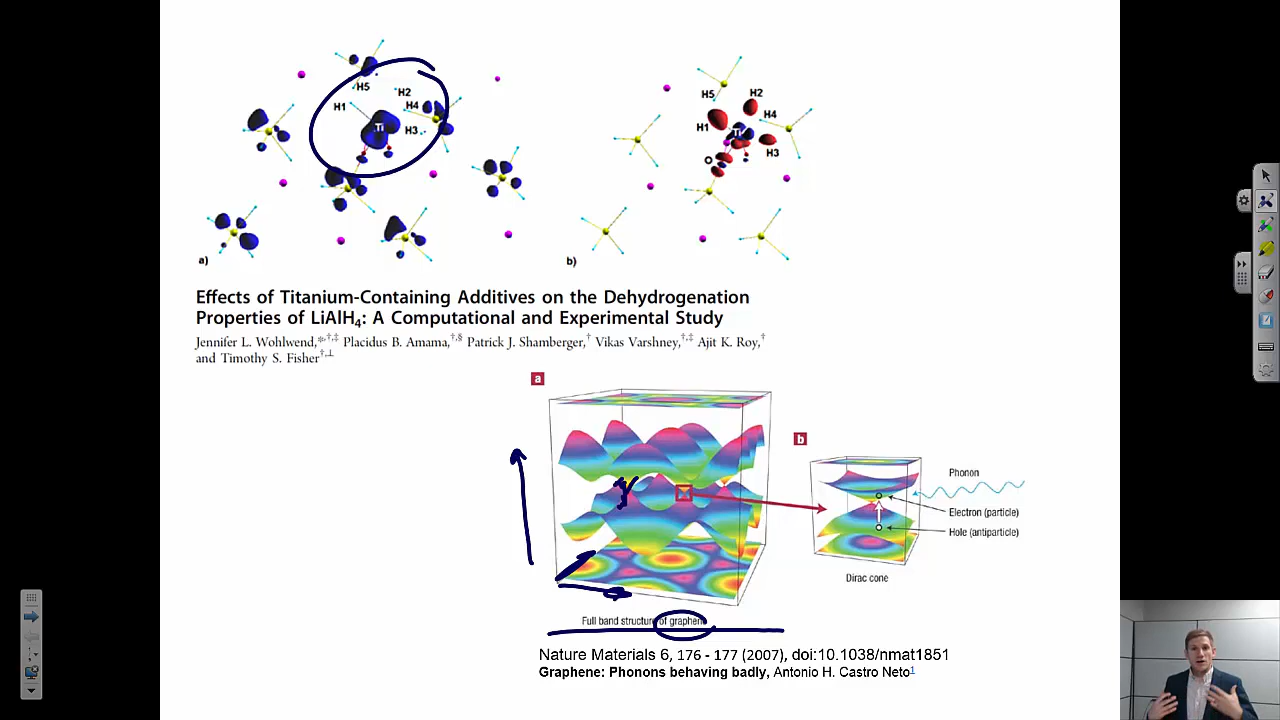 H5
H2
H1
H4
Ti
H3
a)
H5
H2
H1
H4
Ti
H3
O
b)
Effects of Titanium-Containing Additives on the Dehydrogenation
Properties of LiAlH₄: A Computational and Experimental Study
Jennifer L. Wohlwend,*,†,‡ Placidus B. Amama,†,§ Patrick J. Shamberger,† Vikas Varshney,†,‡ Ajit K. Roy,†
and Timothy S. Fisher†,⊥
a
b
Phonon
Electron (particle)
Hole (antiparticle)
Dirac cone
Full band structure of graphene
Nature Materials 6, 176 - 177 (2007), doi:10.1038/nmat1851
Graphene: Phonons behaving badly, Antonio H. Castro Neto1